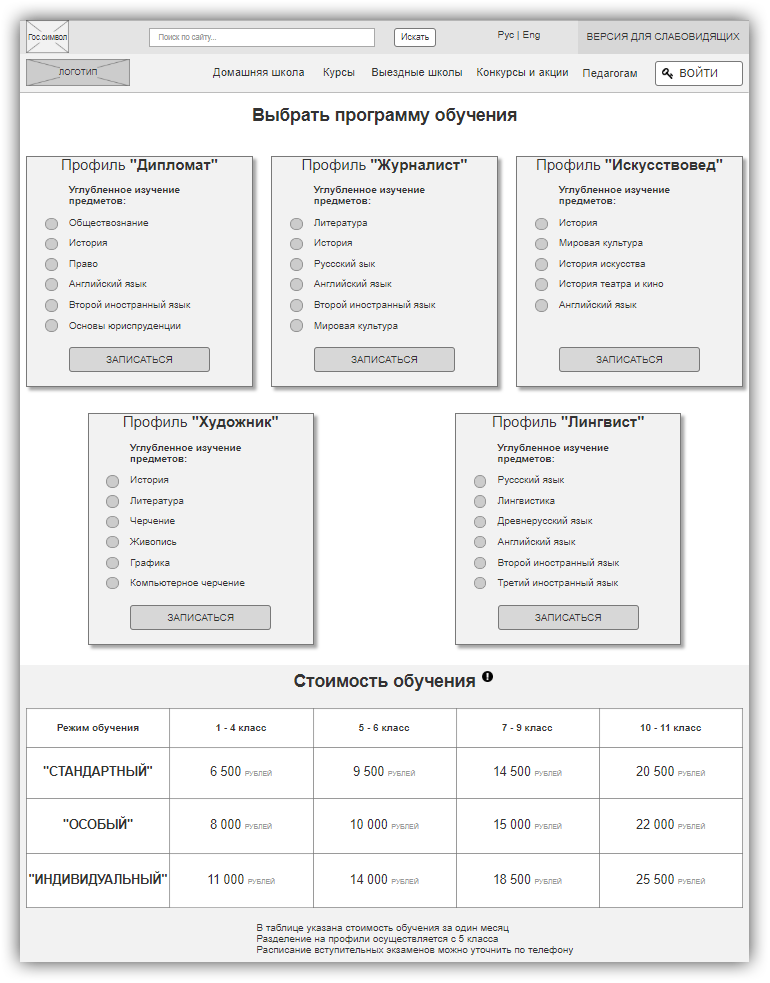 Гос.символ
Поиск по сайту...
Искать
Рус | Eng
ВЕРСИЯ ДЛЯ СЛАБОВИДЯЩИХ
ЛОГОТИП
Домашняя школа
Курсы
Выездные школы
Конкурсы и акции
Педагогам
ВОЙТИ
Выбрать программу обучения
Профиль "Дипломат"
Углубленное изучение
предметов:
Обществознание
История
Право
Английский язык
Второй иностранный язык
Основы юриспруденции
ЗАПИСАТЬСЯ
Профиль "Журналист"
Углубленное изучение
предметов:
Литература
История
Руссский зык
Английский язык
Второй иностранный язык
Мировая культура
ЗАПИСАТЬСЯ
Профиль "Искусствовед"
Углубленное изучение
предметов:
История
Мировая культура
История искусства
История театра и кино
Английский язык
ЗАПИСАТЬСЯ
Профиль "Художник"
Углубленное изучение
предметов:
История
Литература
Черчение
Живопись
Графика
Компьютерное черчение
ЗАПИСАТЬСЯ
Профиль "Лингвист"
Углубленное изучение
предметов:
Руссский язык
Лингвистика
Древнерусский язык
Английский язык
Второй иностранный язык
Третий иностранный язык
ЗАПИСАТЬСЯ
Стоимость обучения
Режим обучения 1 - 4 класс 5 - 6 класс 7 - 9 класс 10 - 11 класс
"СТАНДАРТНЫЙ" 6 500 РУБЛЕЙ 9 500 РУБЛЕЙ 14 500 РУБЛЕЙ 20 500 РУБЛЕЙ
"ОСОБЫЙ" 8 000 РУБЛЕЙ 10 000 РУБЛЕЙ 15 000 РУБЛЕЙ 22 000 РУБЛЕЙ
"ИНДИВИДУАЛЬНЫЙ" 11 000 РУБЛЕЙ 14 000 РУБЛЕЙ 18 500 РУБЛЕЙ 25 500 РУБЛЕЙ
В таблице указана стоимость обучения за один месяц
Разделение на профили осуществляется с 5 класса
Расписание вступительных экзаменов можно уточнить по телефону